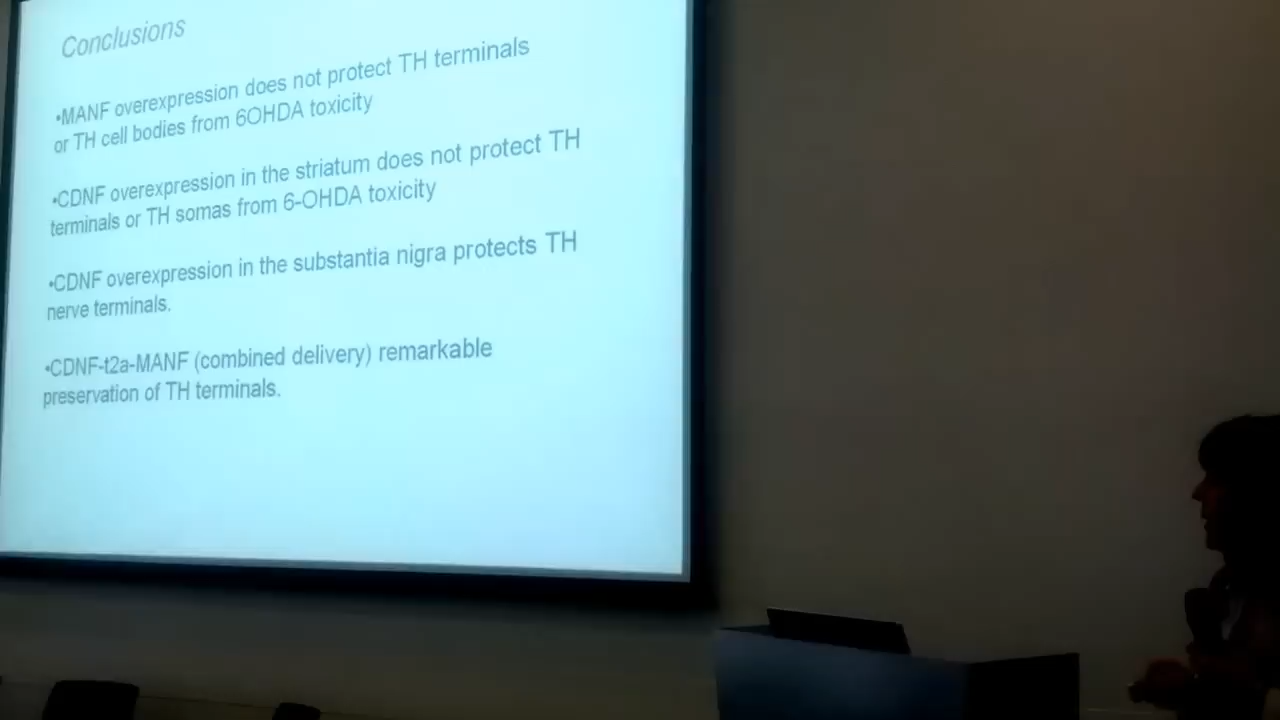 Conclusions
•MANF overexpression does not protect TH terminals
or TH cell bodies from 6OHDA toxicity
•CDNF overexpression in the striatum does not protect TH
terminals or TH somas from 6-OHDA toxicity
•CDNF overexpression in the substantia nigra protects TH
nerve terminals.
•CDNF-t2a-MANF (combined delivery) remarkable
preservation of TH terminals.